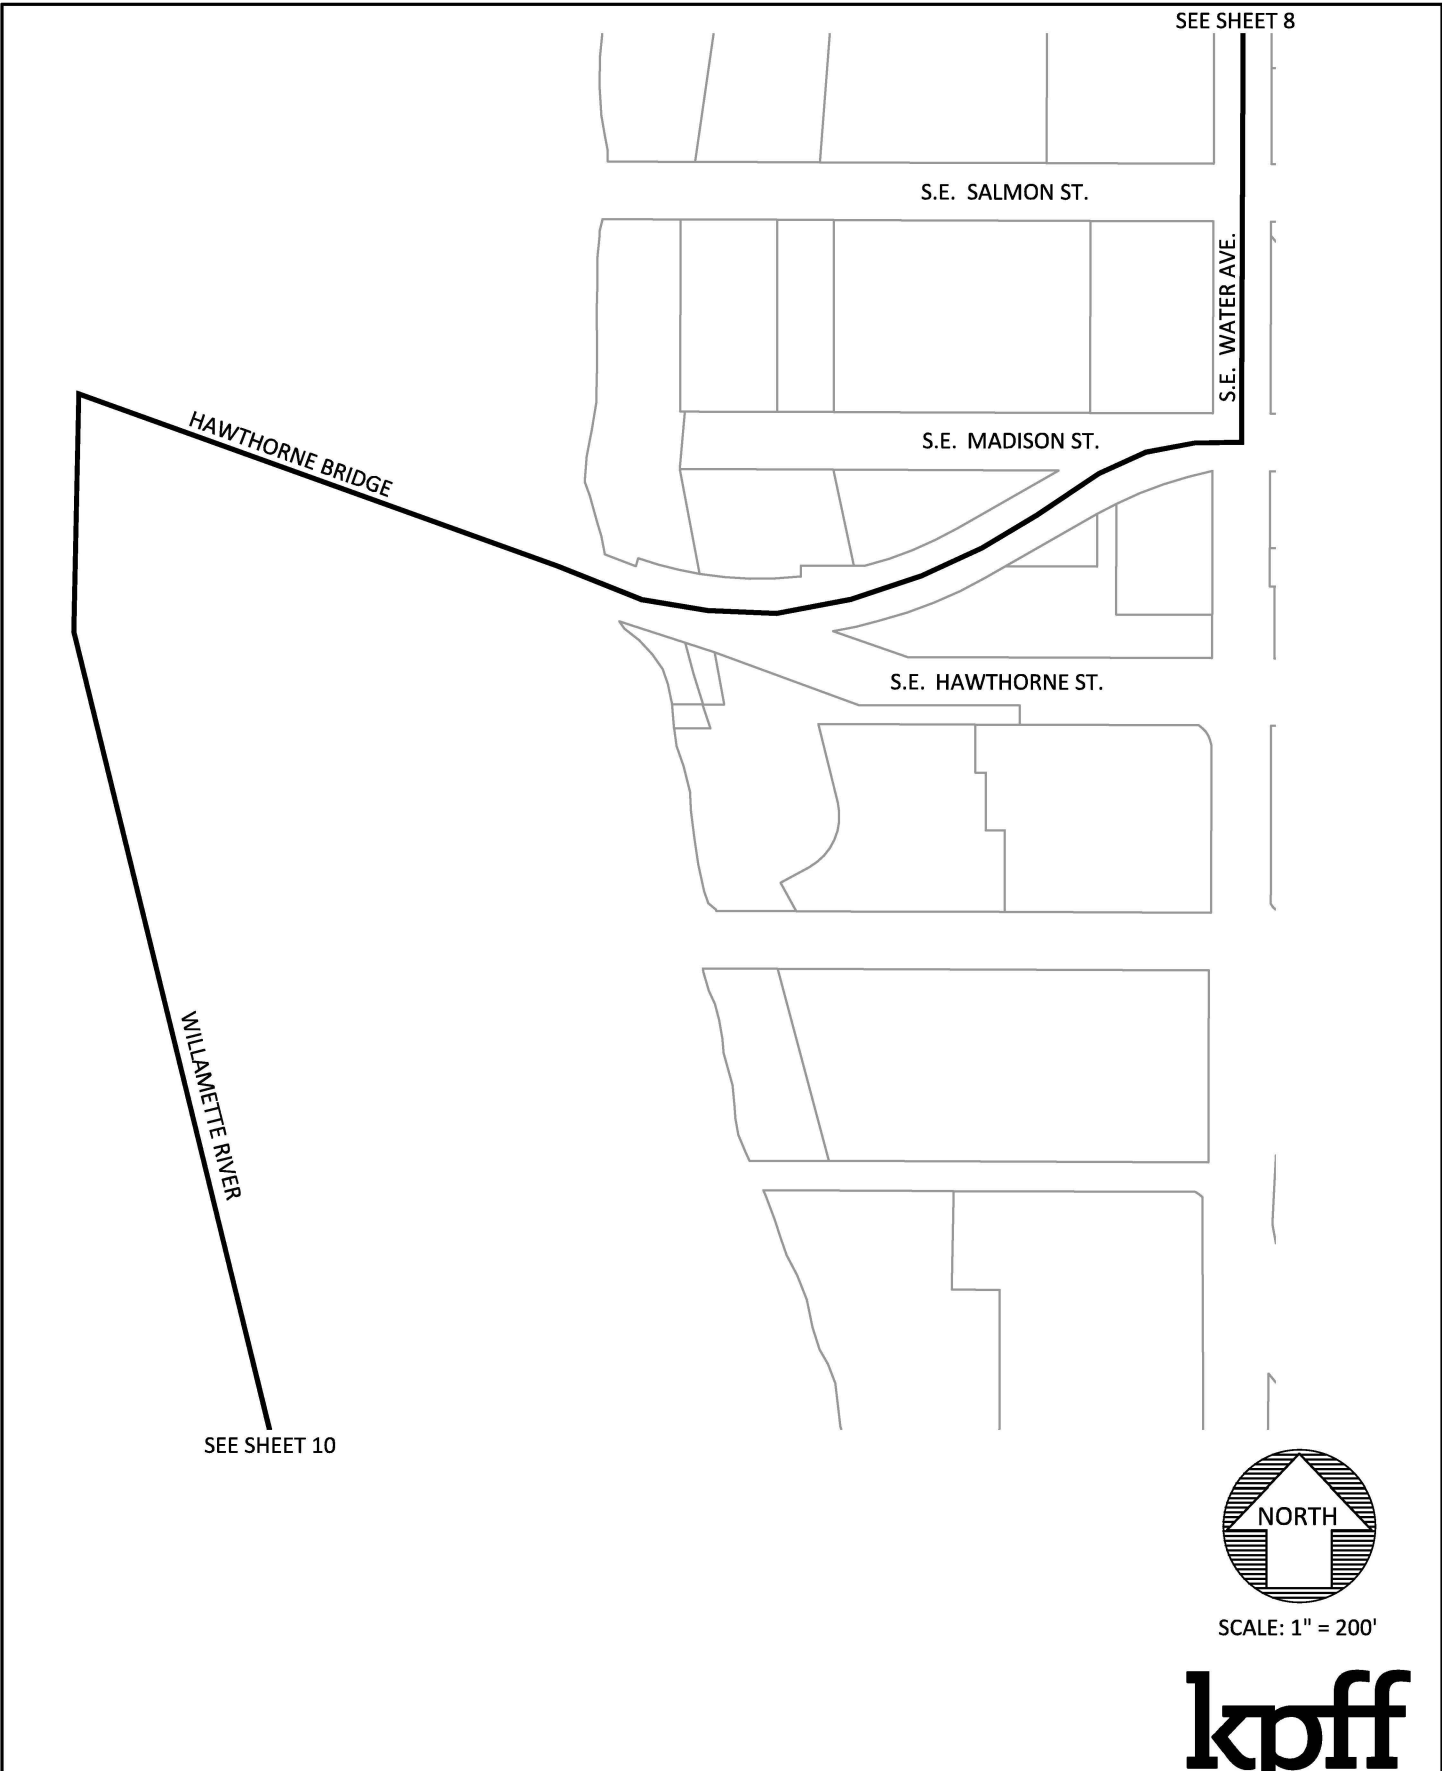 SEE SHEET 8
S.E. SALMON ST.
S.E. WATER AVE.
HAWTHORNE BRIDGE
S.E. MADISON ST.
S.E. HAWTHORNE ST.
WILLAMETTE RIVER
SEE SHEET 10
NORTH
SCALE: 1" = 200'
kpff